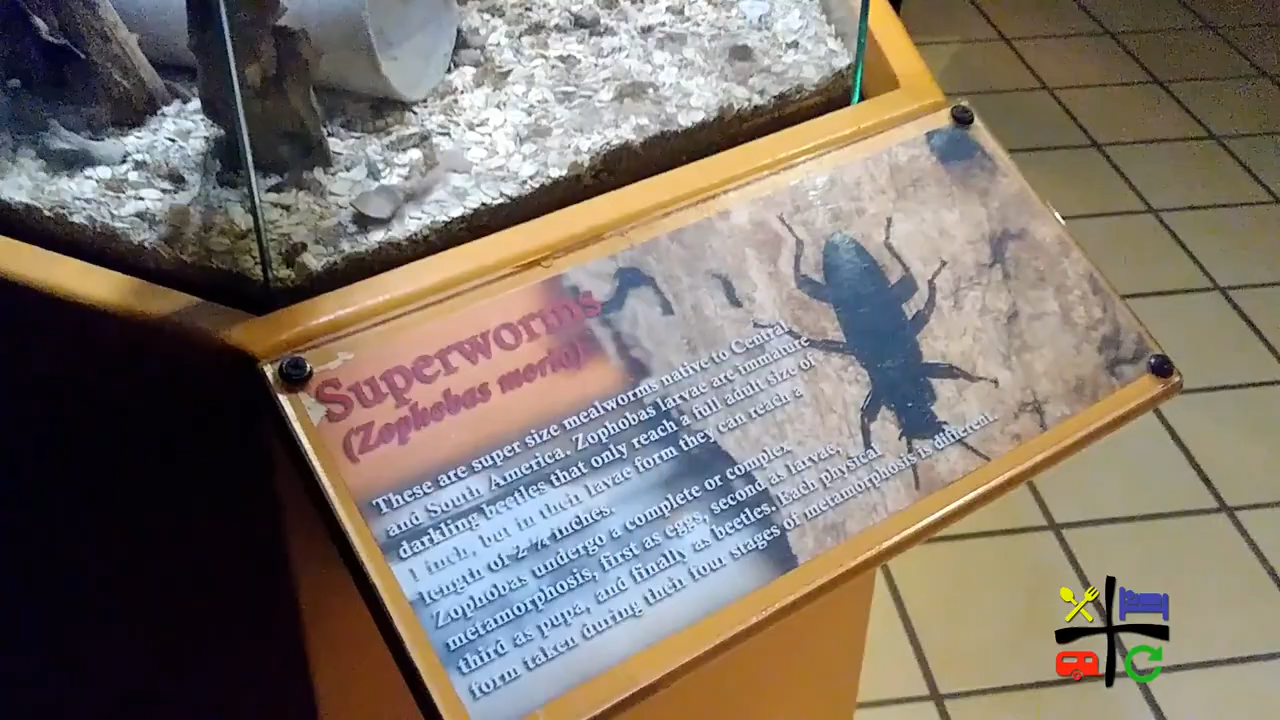 Superworms
(Zophobas morio)
These are super size mealworms native to Central
and South America. Zophobas larvae are immature
darkling beetles that only reach a full adult size of
1 inch, but in their larvae form they can reach a
length of 2 ¼ inches.
Zophobas undergo a complete or complex
metamorphosis, first as eggs, second as larvae,
third as pupa, and finally as beetles. Each physical
form taken during their four stages of metamorphosis is different.